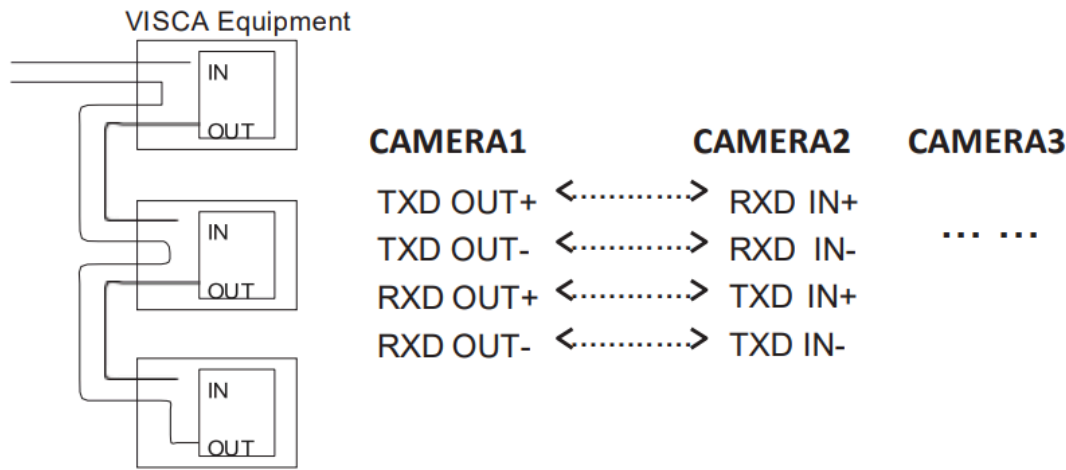 VISCA Equipment
IN
OUT
IN
OUT
IN
OUT
CAMERA1 CAMERA2 CAMERA3
TXD OUT+ <.............> RXD IN+
TXD OUT- <.............> RXD IN-
... ...
RXD OUT+ <.............> TXD IN+
RXD OUT- <.............> TXD IN-